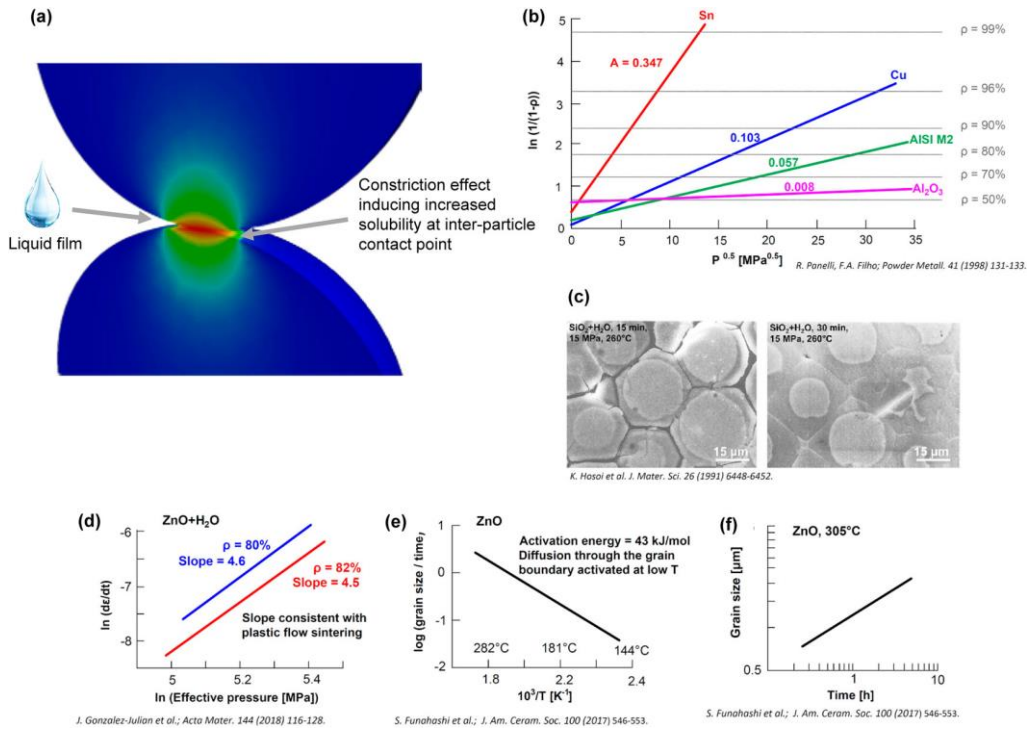 (a)
Liquid film
Constriction effect
inducing increased
solubility at inter-particle
contact point
(b)
ln (1/(1-ρ)
5
4
3
2
1
0
0
5
10
15
20
25
30
35
P 0.5 [MPa0.5]
Sn
A = 0.347
Cu
0.103
AISI M2
0.057
Al2O3
0.008
ρ = 99%
ρ = 96%
ρ = 90%
ρ = 80%
ρ = 70%
ρ = 50%
R. Panelli, F.A. Filho; Powder Metall. 41 (1998) 131-133.
(c)
SiO2+H2O, 15 min,
15 MPa, 260°C
15 µm
SiO2+H2O, 30 min,
15 MPa, 260°C
15 µm
K. Hosoi et al. J. Mater. Sci. 26 (1991) 6448-6452.
(d)
ZnO+H2O
ln (dε/dt)
-6
-7
-8
ρ = 80%
Slope = 4.6
ρ = 82%
Slope = 4.5
Slope consistent with
plastic flow sintering
5
5.2
5.4
ln (Effective pressure [MPa])
J. Gonzalez-Julian et al.; Acta Mater. 144 (2018) 116-128.
(e)
ZnO
log (grain size / time)
1
0
-1
-2
Activation energy = 43 kJ/mol
Diffusion through the grain
boundary activated at low T
282°C
181°C
144°C
1.8
2
2.2
2.4
10³/T [K-1]
S. Funahashi et al.; J. Am. Ceram. Soc. 100 (2017) 546-553.
(f)
ZnO, 305°C
Grain size [µm]
0.5
1
10
Time [h]
S. Funahashi et al.; J. Am. Ceram. Soc. 100 (2017) 546-553.